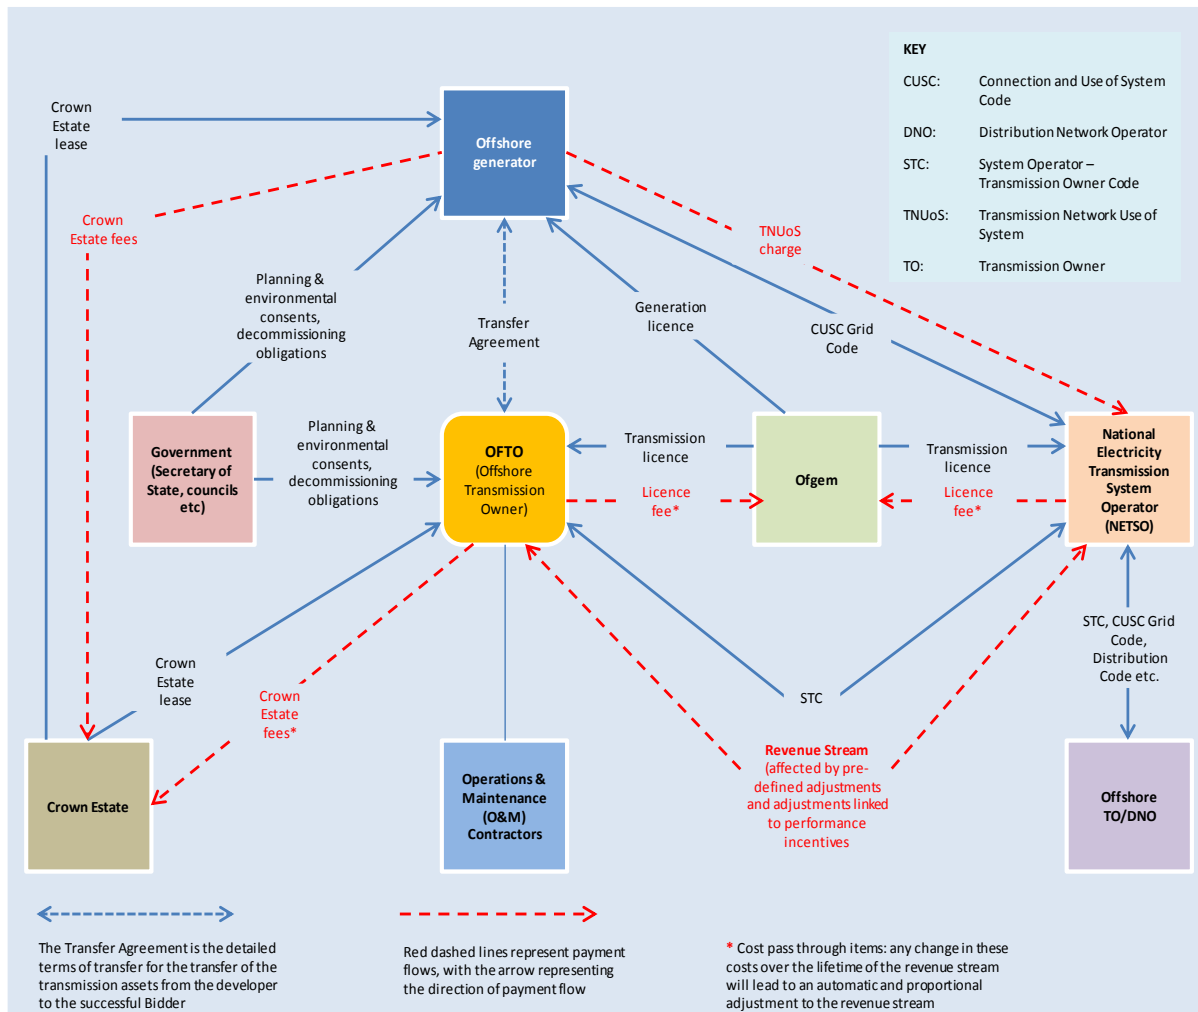 KEY
CUSC: Connection and Use of System
Code
DNO: Distribution Network Operator
STC: System Operator –
Transmission Owner Code
TNUoS: Transmission Network Use of
System
TO: Transmission Owner
Crown
Estate
lease
Offshore
generator
Crown
Estate fees
TNUoS
charge
Planning &
environmental
consents,
decommissioning
obligations
Transfer
Agreement
Generation
licence
CUSC Grid
Code
Government
(Secretary of
State, councils
etc)
Planning &
environmental
consents,
decommissioning
obligations
OFTO
(Offshore
Transmission
Owner)
Transmission
licence
Licence
fee*
Ofgem
Transmission
licence
Licence
fee*
National
Electricity
Transmission
System
Operator
(NETSO)
Crown
Estate
lease
Crown
Estate
fees*
STC
STC, CUSC Grid
Code,
Distribution
Code etc.
Crown Estate
Operations &
Maintenance
(O&M)
Contractors
Revenue Stream
(affected by pre-
defined adjustments
and adjustments linked
to performance
incentives
Offshore
TO/DNO
The Transfer Agreement is the detailed
terms of transfer for the transfer of the
transmission assets from the developer
to the successful Bidder
Red dashed lines represent payment
flows, with the arrow representing
the direction of payment flow
* Cost pass through items: any change in these
costs over the lifetime of the revenue stream
will lead to an automatic and proportional
adjustment to the revenue stream